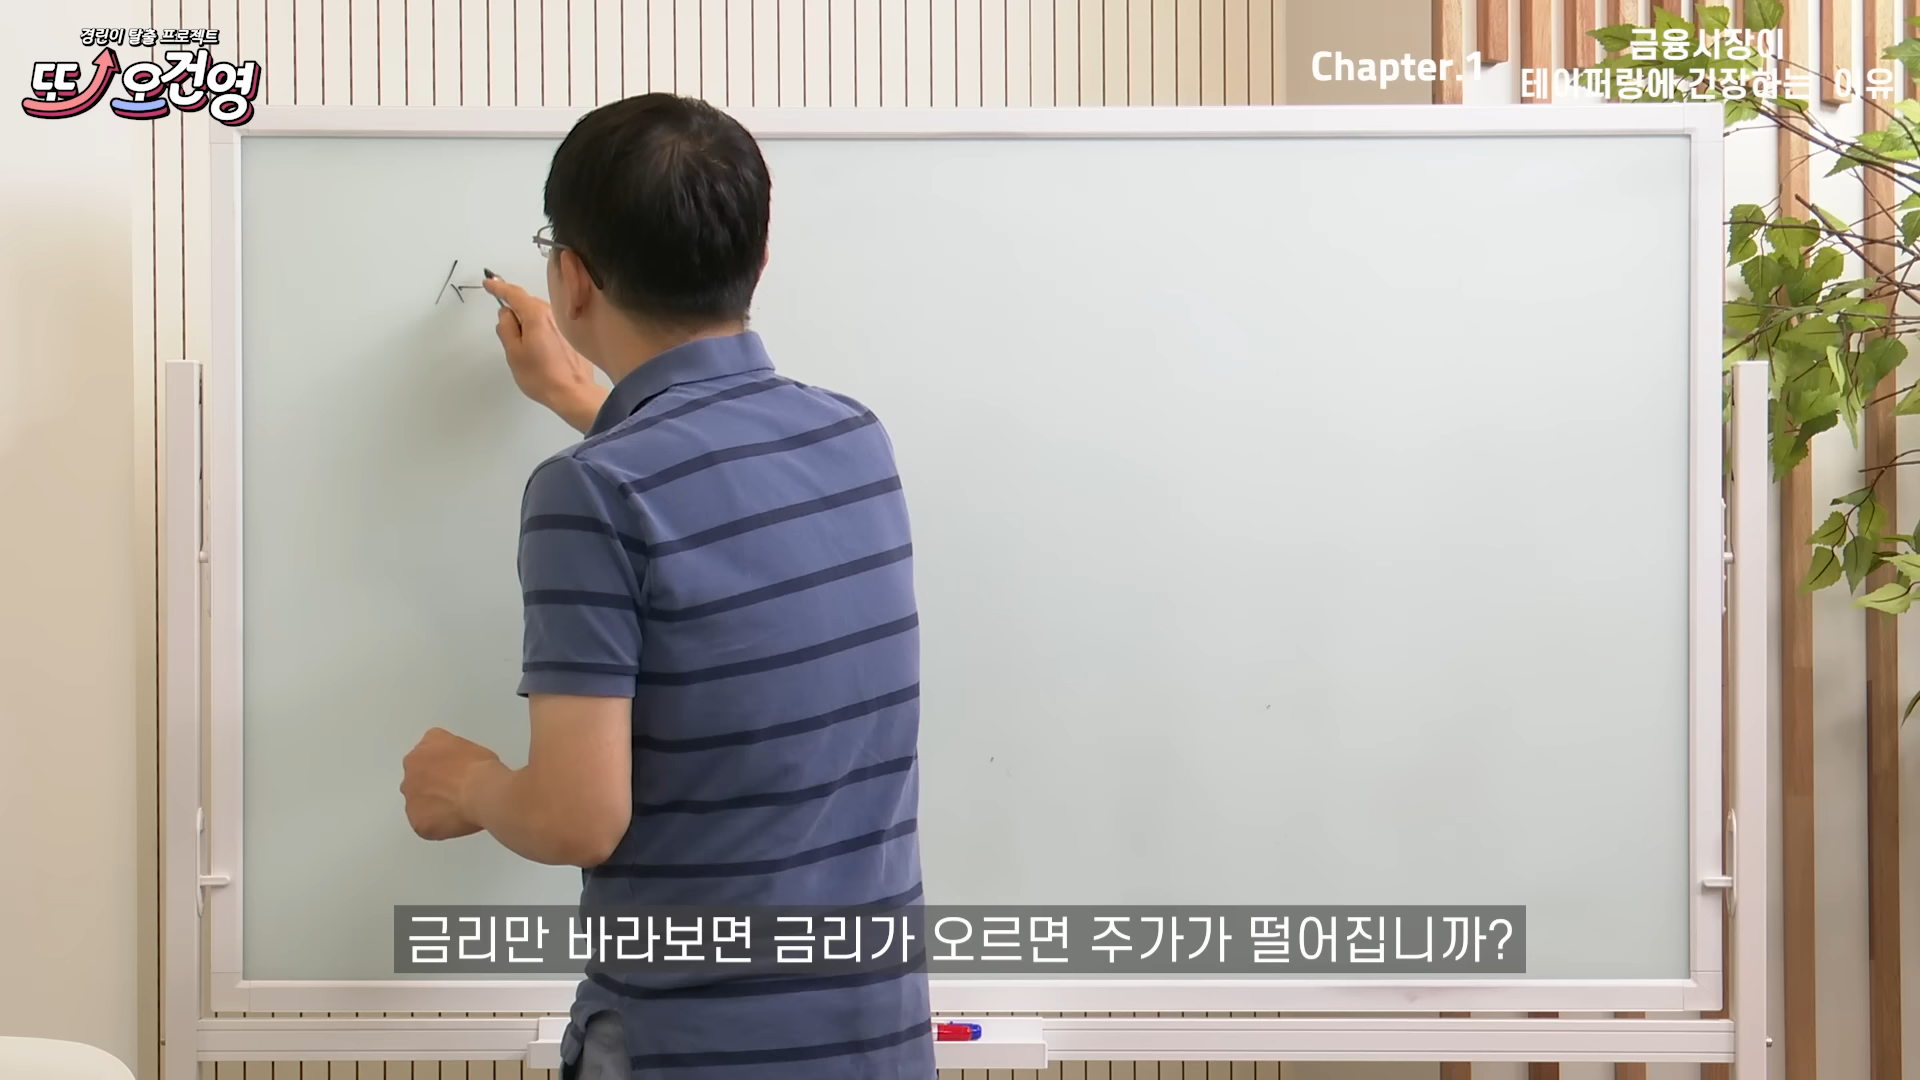 경린이 탈출 프로젝트
또! 오건영
Chapter.1
금융시장이
테이퍼링에 긴장하는 이유
금리만 바라보면 금리가 오르면 주가가 떨어집니까?